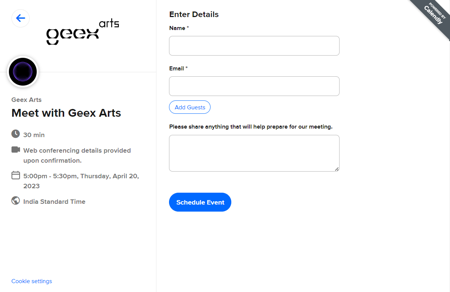 geex arts
Geex Arts
Meet with Geex Arts
30 min
Web conferencing details provided
upon confirmation.
5:00pm - 5:30pm, Thursday, April 20,
2023
India Standard Time
Cookie settings
Enter Details
Name *
Email *
Add Guests
Please share anything that will help prepare for our meeting.
Schedule Event
POWERED BY
Calendly